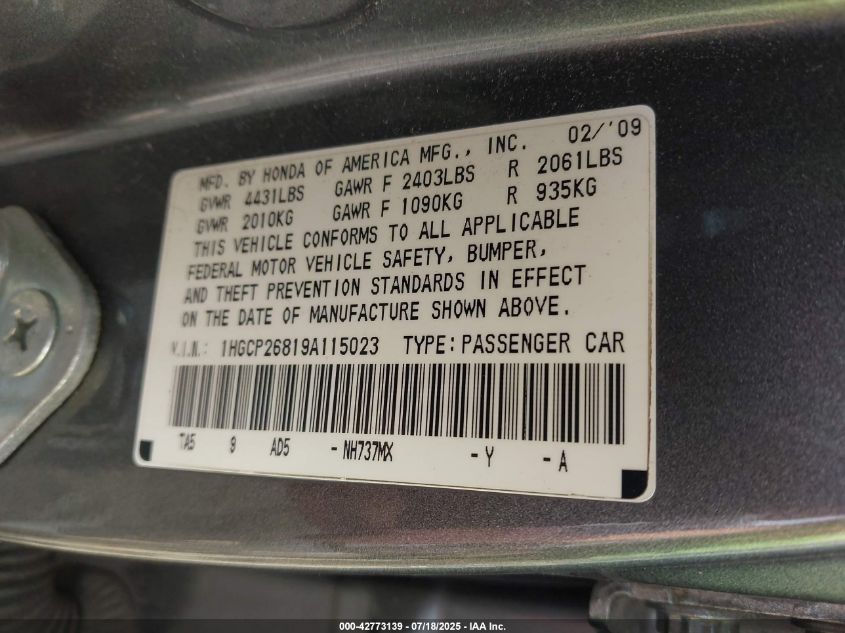 MFD. BY HONDA OF AMERICA MFG., INC. 02/'09
GVWR 4431LBS GAWR F 2403LBS R 2061LBS
GVWR 2010KG GAWR F 1090KG R 935KG
THIS VEHICLE CONFORMS TO ALL APPLICABLE
FEDERAL MOTOR VEHICLE SAFETY, BUMPER,
AND THEFT PREVENTION STANDARDS IN EFFECT
ON THE DATE OF MANUFACTURE SHOWN ABOVE.
V.I.N.: 1HGCP26819A115023 TYPE: PASSENGER CAR
TA5 9 AD5 -NH737MX -Y -A
000-42773139 - 07/18/2025 - IAA Inc.